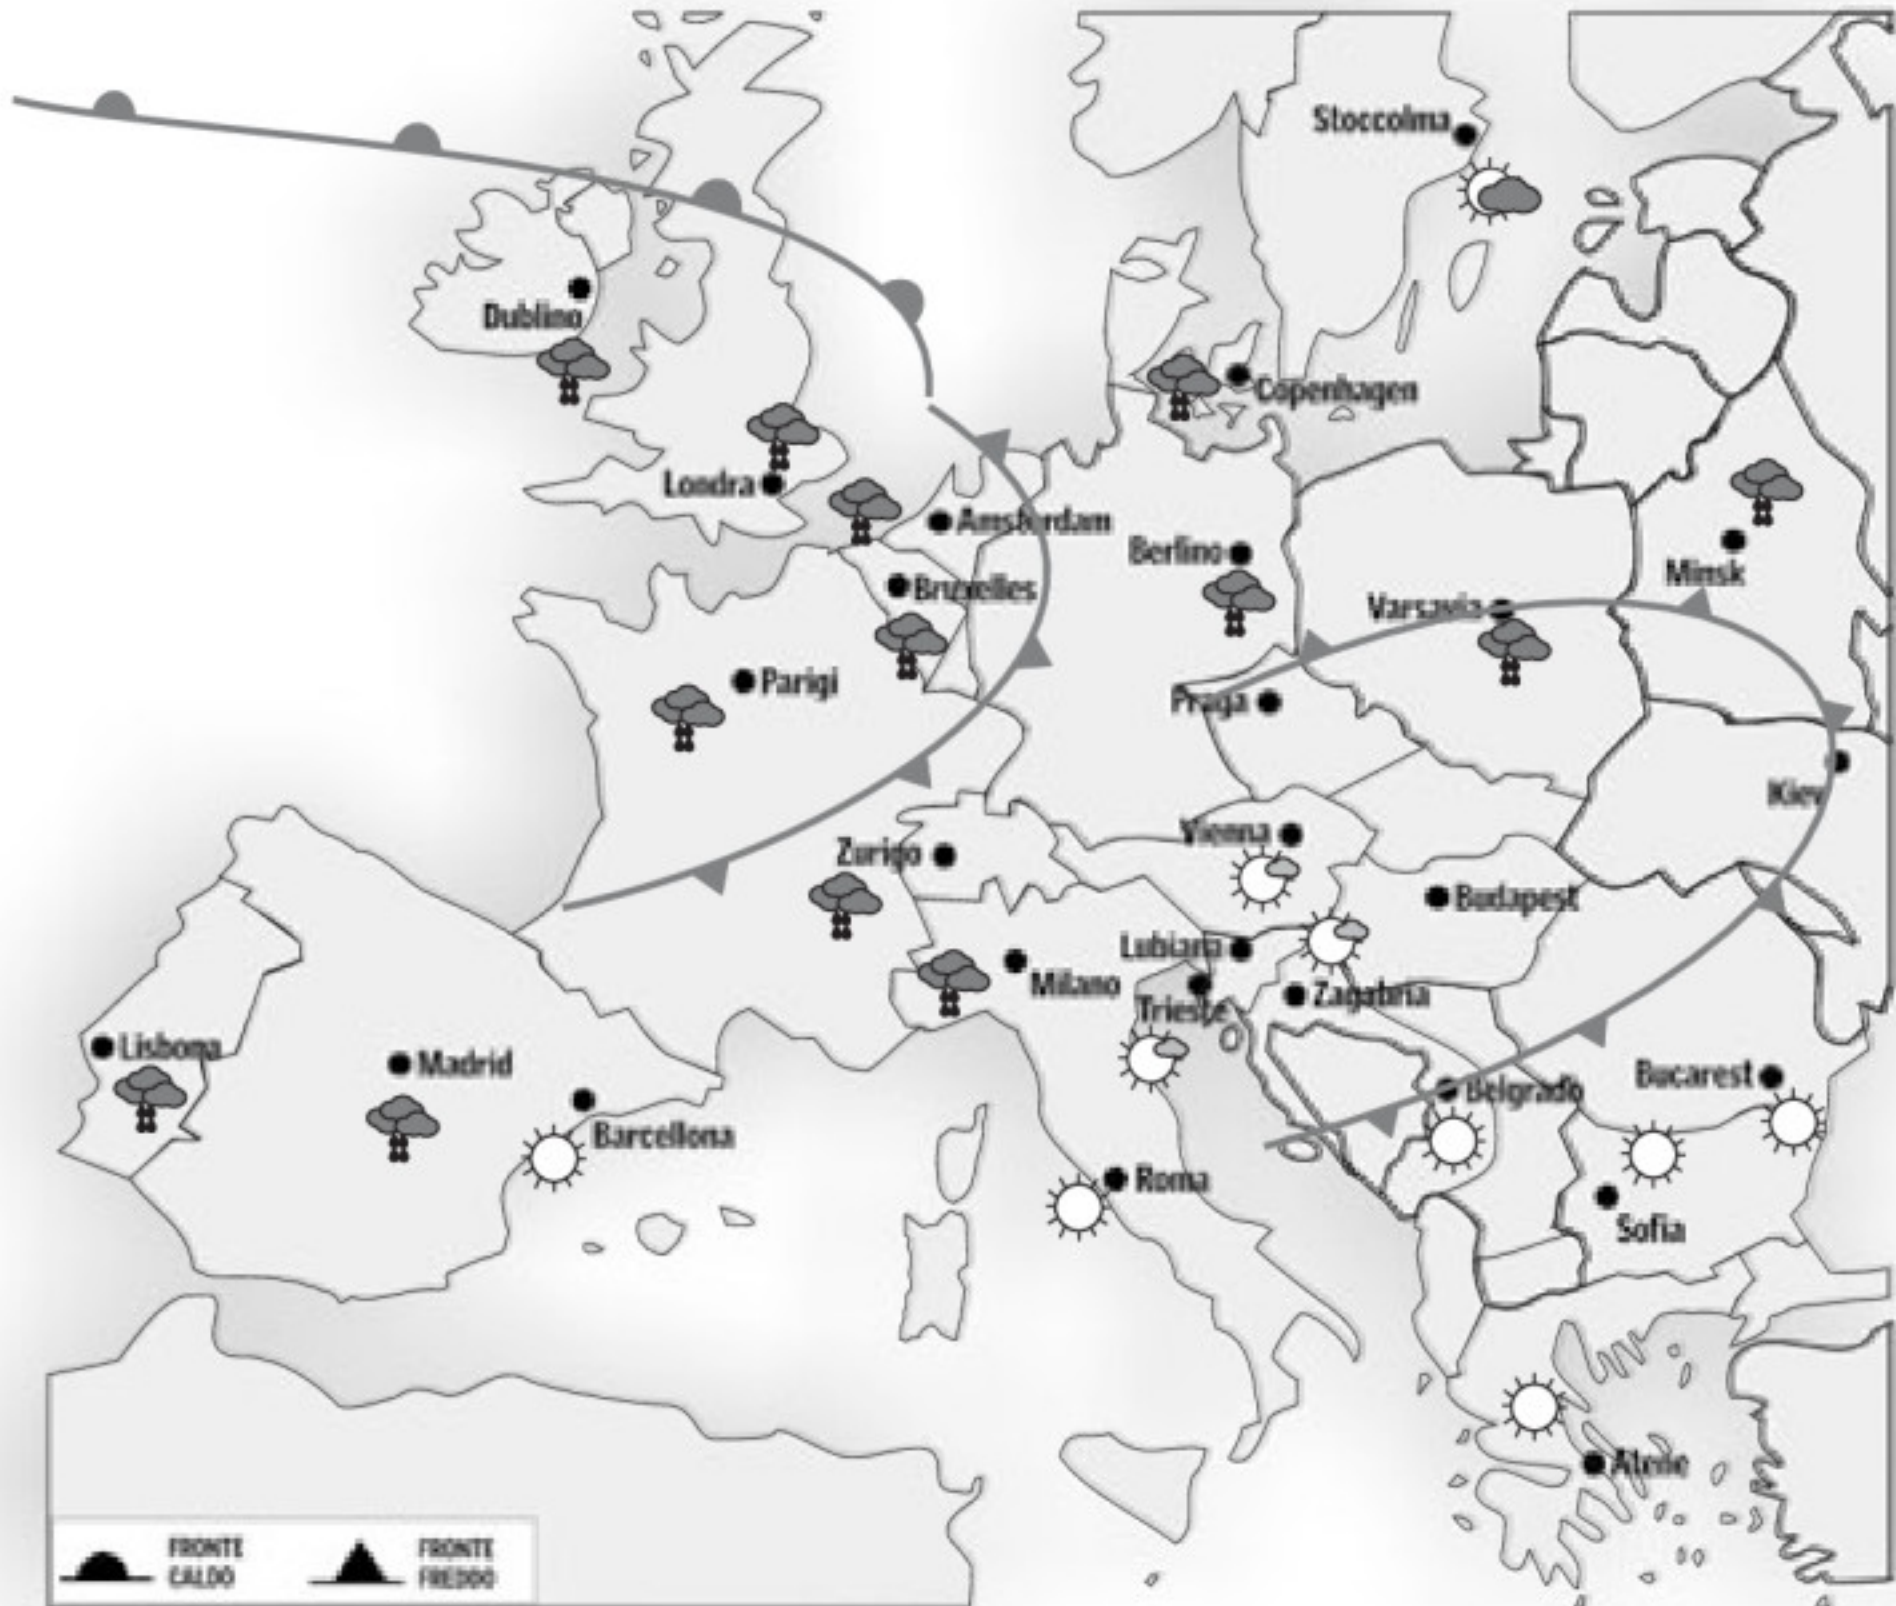 Stoccolma
Dublino
Copenhagen
Londra
Amsterdam
Berlino
Minsk
Bruxelles
Varsavia
Parigi
Praga
Kiev
Vienna
Zurigo
Budapest
Lubiana
Milano
Zagabria
Trieste
Lisbona
Madrid
Belgrado
Bucarest
Barcellona
Roma
Sofia
Atene
FRONTE
CALDO
FRONTE
FREDDO